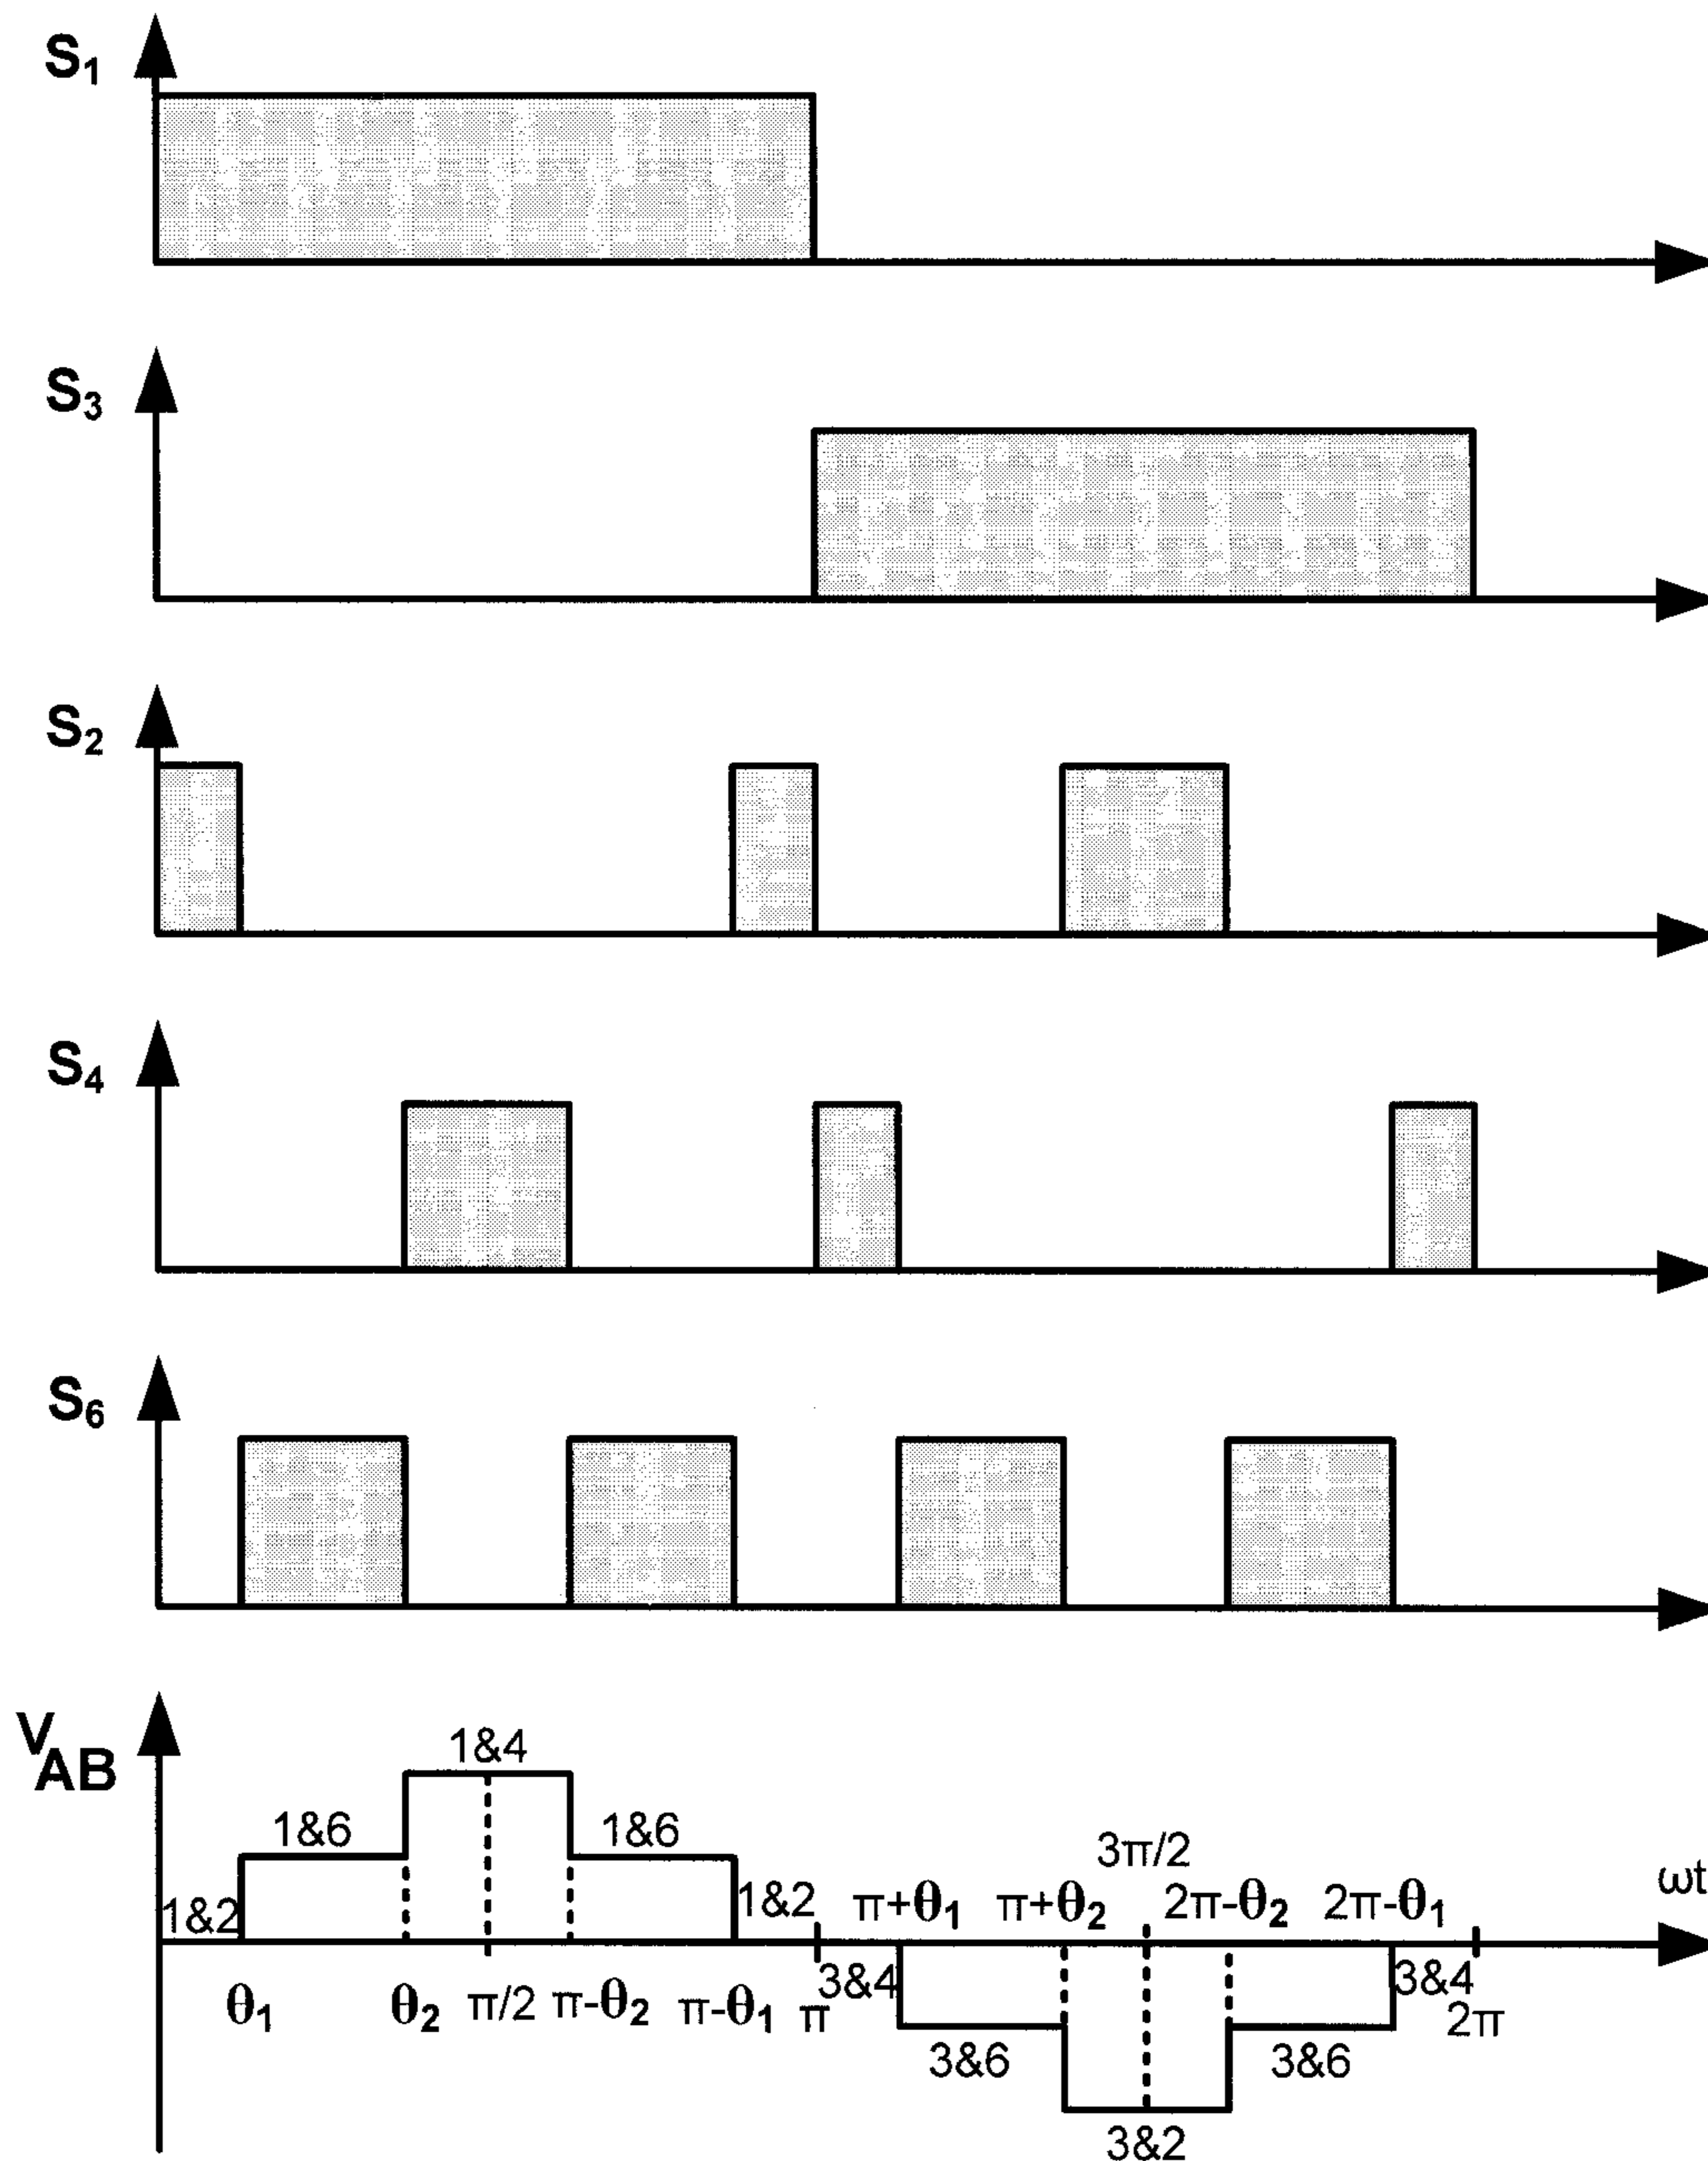 S₁
S₃
S₂
S₄
S₆
V_AB
1&4
1&6
1&6
1&2
1&2
3π/2
π+θ₁
π+θ₂
2π-θ₂
2π-θ₁
ωt
θ₁
θ₂
π/2
π-θ₂
π-θ₁
π
3&4
3&4
2π
3&6
3&6
3&2